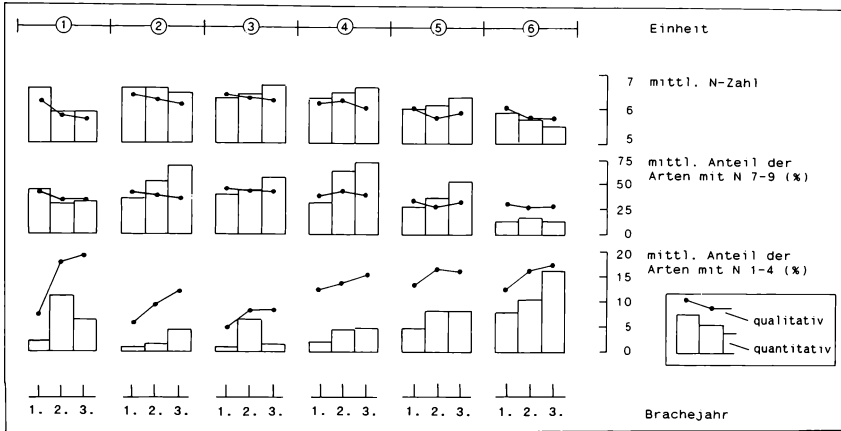 1 2 3 4 5 6 Einheit
7
6
5
mittl. N-Zahl
75
50
25
0
mittl. Anteil der
Arten mit N 7-9 (%)
20
15
10
5
0
mittl. Anteil der
Arten mit N 1-4 (%)
qualitativ
quantitativ
1. 2. 3. 1. 2. 3. 1. 2. 3. 1. 2. 3. 1. 2. 3. 1. 2. 3. Brachejahr